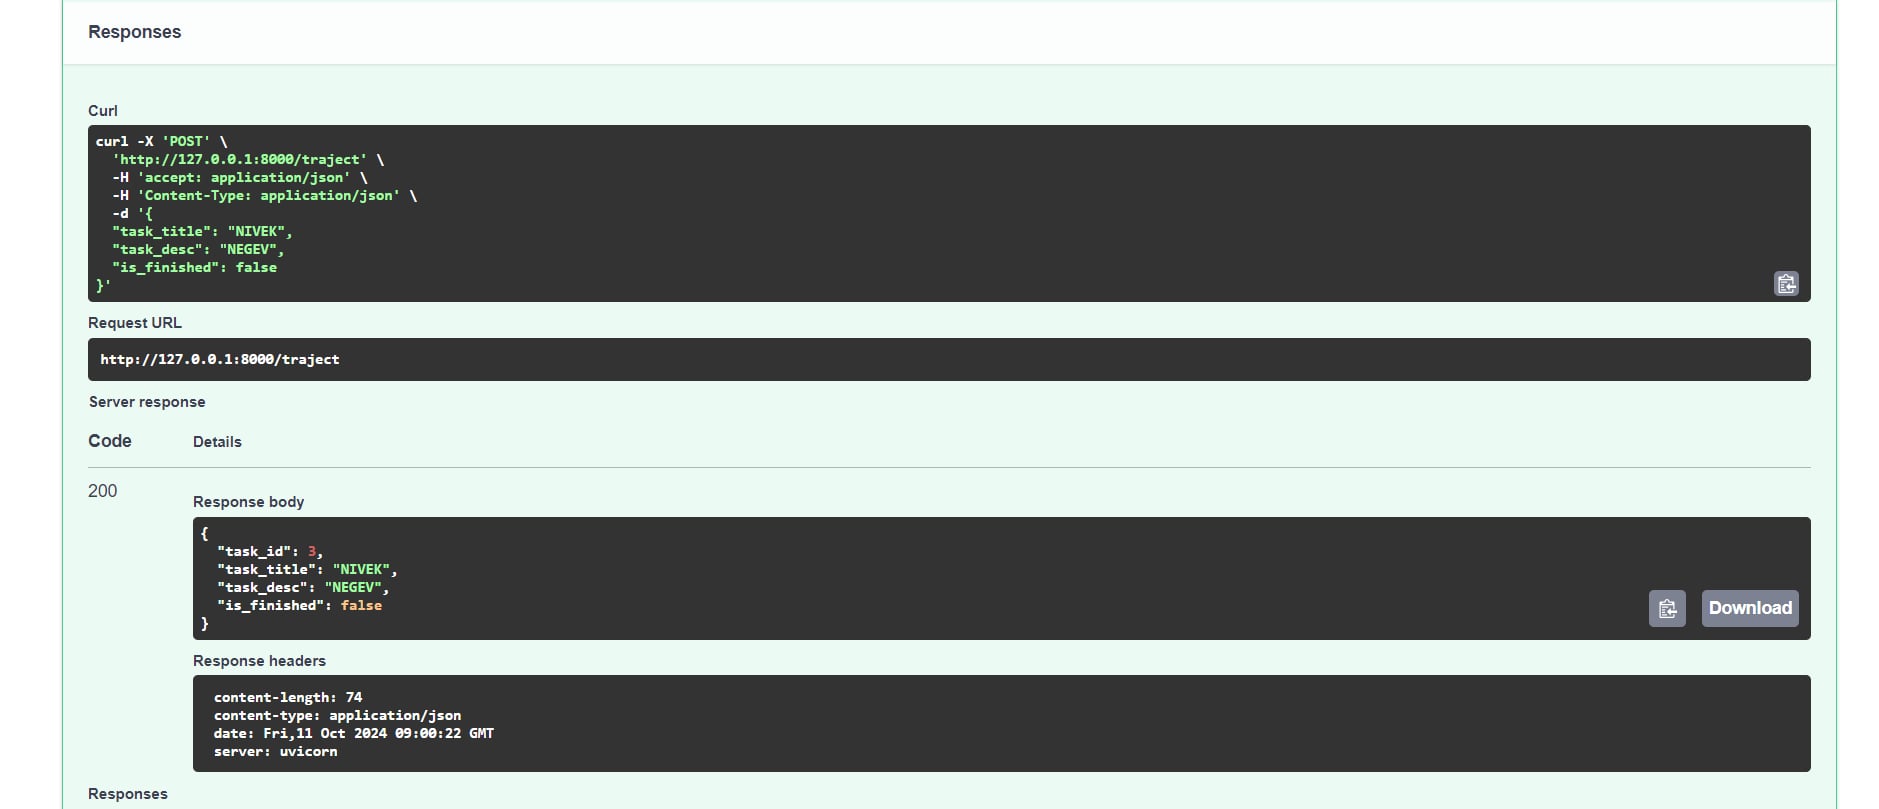 Responses
Curl
curl -X 'POST' \
  'http://127.0.0.1:8000/traject' \
  -H 'accept: application/json' \
  -H 'Content-Type: application/json' \
  -d '{
  "task_title": "NIVEK",
  "task_desc": "NEGEV",
  "is_finished": false
}'
Request URL
http://127.0.0.1:8000/traject
Server response
Code Details
200
Response body
{
  "task_id": 3,
  "task_title": "NIVEK",
  "task_desc": "NEGEV",
  "is_finished": false
}
Download
Response headers
content-length: 74
content-type: application/json
date: Fri,11 Oct 2024 09:00:22 GMT
server: uvicorn
Responses